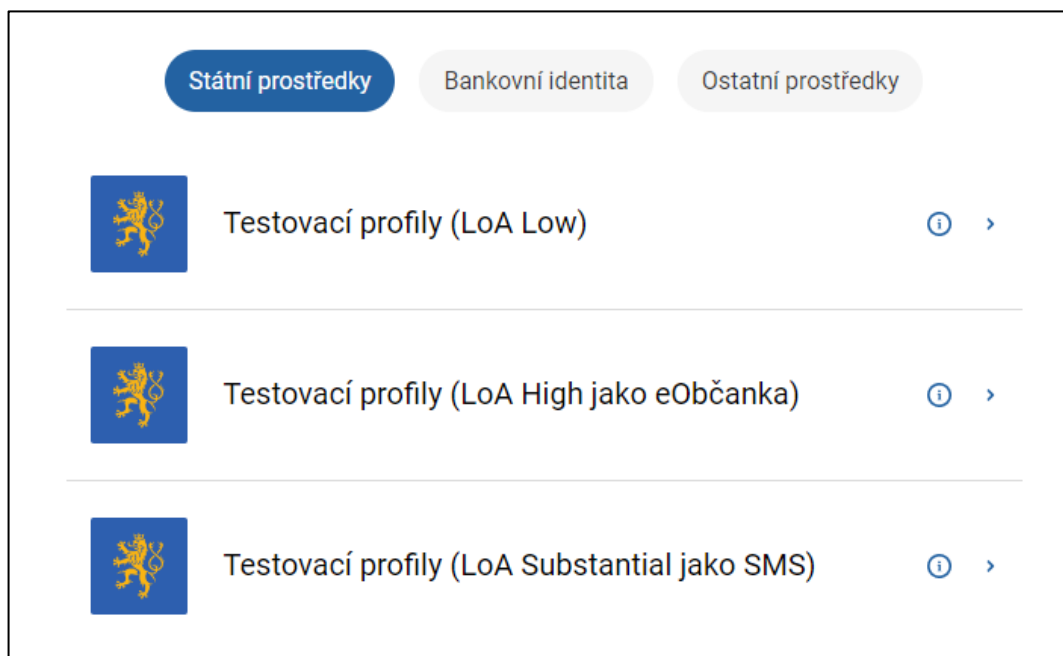 Státní prostředky Bankovní identita Ostatní prostředky
Testovací profily (LoA Low)
Testovací profily (LoA High jako eObčanka)
Testovací profily (LoA Substantial jako SMS)